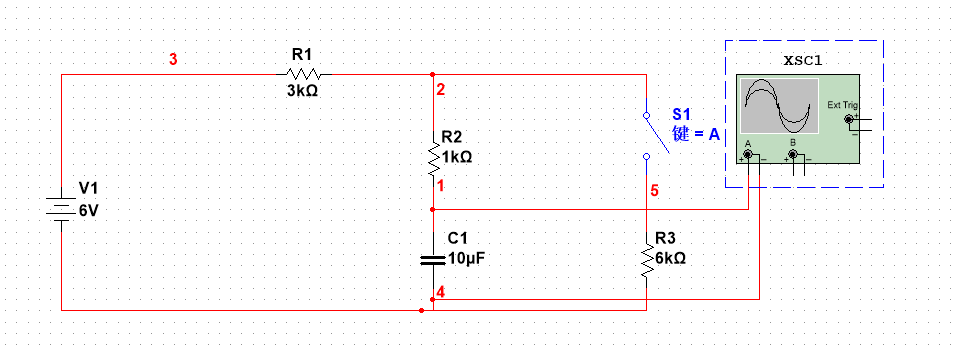 3
R1
3kΩ
2
R2
1kΩ
1
V1
6V
C1
10µF
4
S1
键 = A
5
R3
6kΩ
XSC1
Ext Trig
+
–
A
B
+
–
+
–